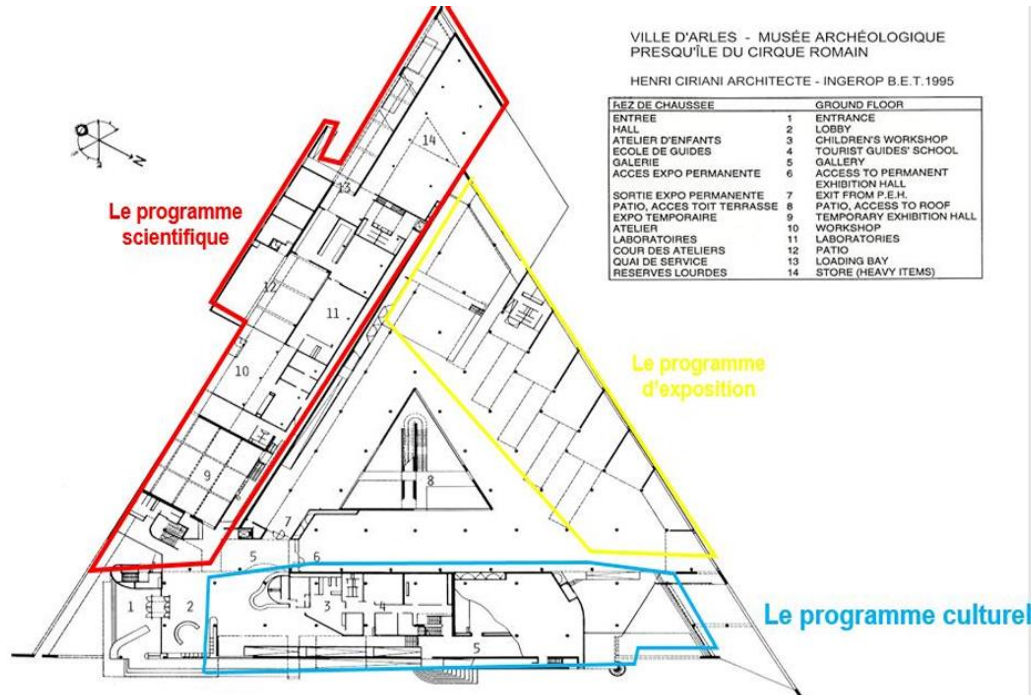 VILLE D'ARLES - MUSÉE ARCHÉOLOGIQUE
PRESQU'ÎLE DU CIRQUE ROMAIN
HENRI CIRIANI ARCHITECTE - INGEROP B.E.T.1995
REZ DE CHAUSSEE GROUND FLOOR
ENTREE 1 ENTRANCE
HALL 2 LOBBY
ATELIER D'ENFANTS 3 CHILDREN'S WORKSHOP
ECOLE DE GUIDES 4 TOURIST GUIDES' SCHOOL
GALERIE 5 GALLERY
ACCES EXPO PERMANENTE 6 ACCESS TO PERMANENT
EXHIBITION HALL
SORTIE EXPO PERMANENTE 7 EXIT FROM P.E.H.
PATIO, ACCES TOIT TERRASSE 8 PATIO, ACCESS TO ROOF
EXPO TEMPORAIRE 9 TEMPORARY EXHIBITION HALL
ATELIER 10 WORKSHOP
LABORATOIRES 11 LABORATORIES
COUR DES ATELIERS 12 PATIO
QUAI DE SERVICE 13 LOADING BAY
RESERVES LOURDES 14 STORE (HEAVY ITEMS)
N
14
13
Le programme
scientifique
12
11
10
Le programme
d'exposition
9
8
7
5
6
1
2
3
4
5
Le programme culturel